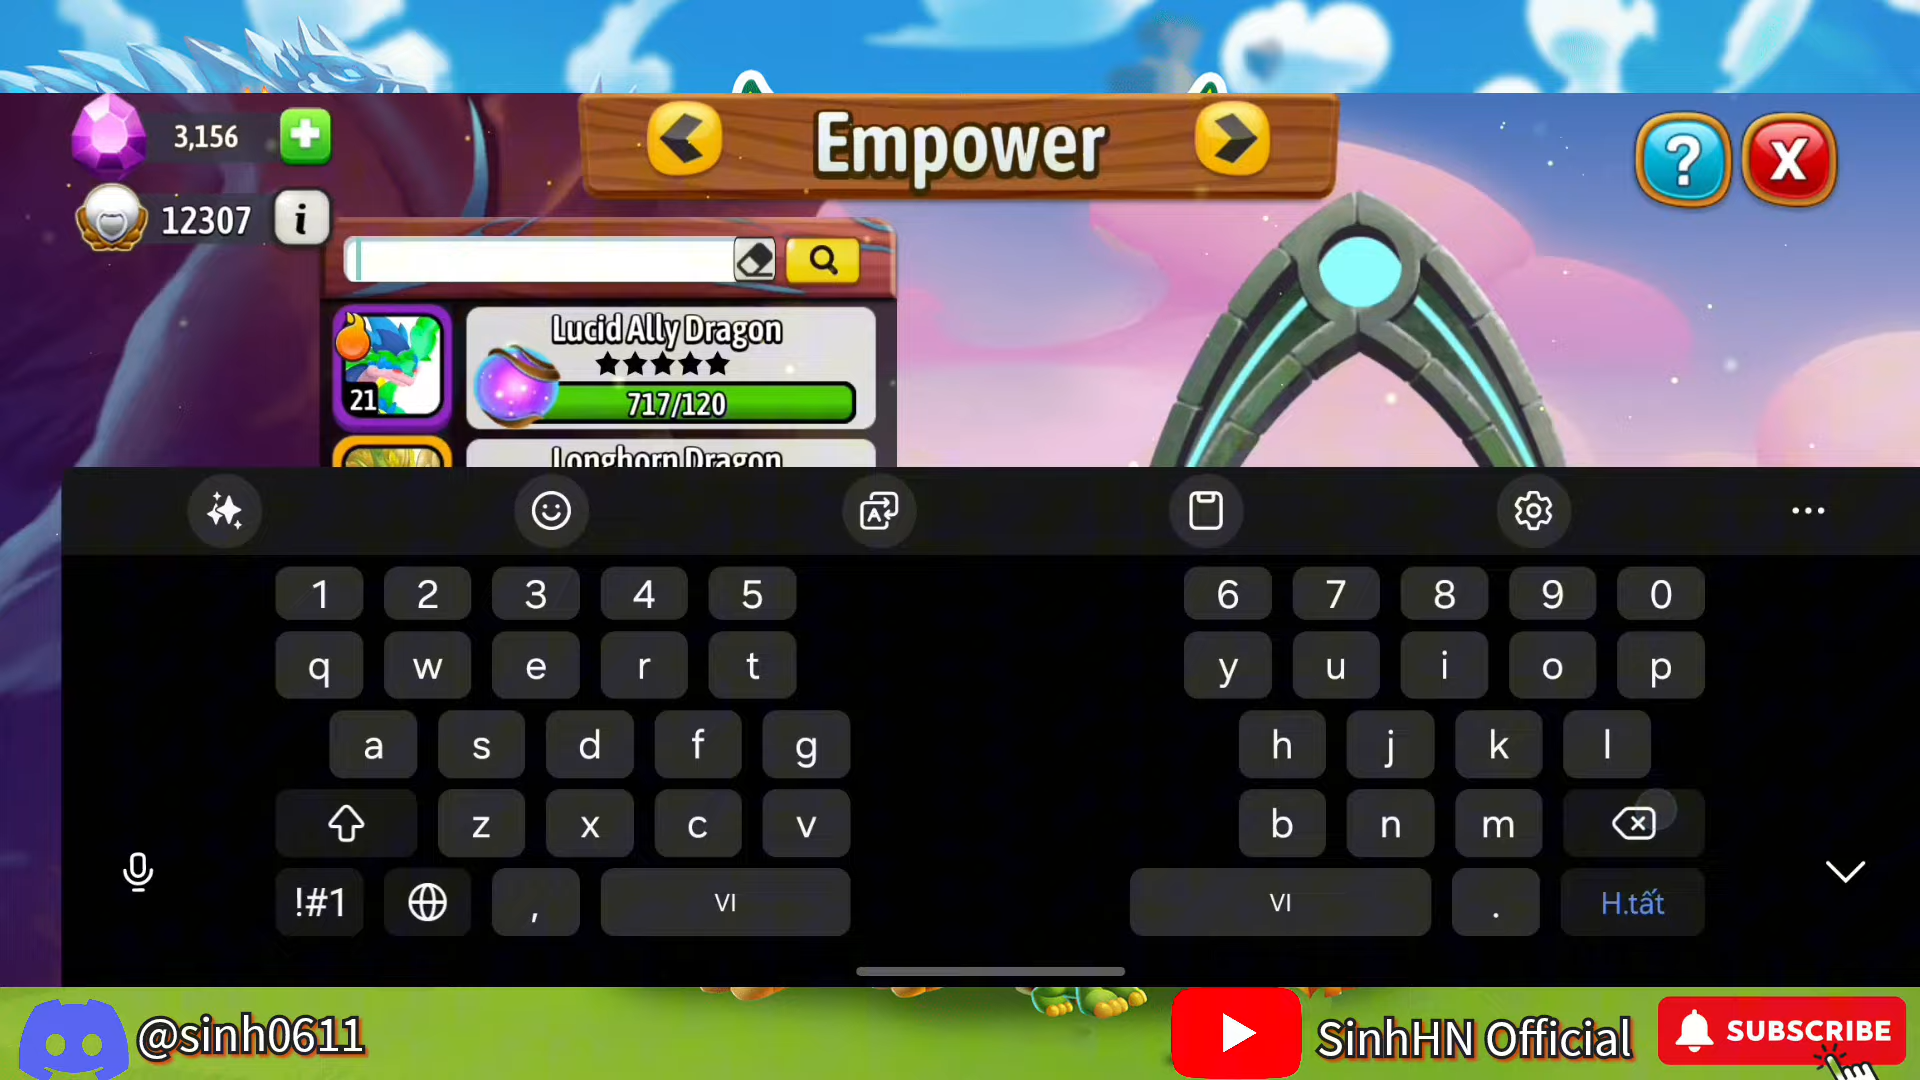 3,156
Empower
?
X
12307
i
Lucid Ally Dragon
21
717/120
Longhorn Dragon
1 2 3 4 5 6 7 8 9 0
q w e r t y u i o p
a s d f g h j k l
z x c v b n m
!#1 , VI VI . H.tất
@sinh0611
SinhHN Official
SUBSCRIBE